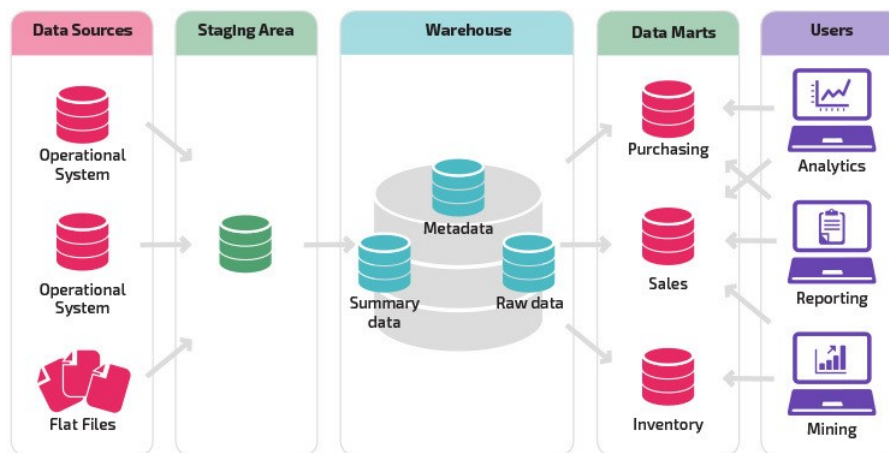 Data Sources
Staging Area
Warehouse
Data Marts
Users
Operational
System
Operational
System
Flat Files
Metadata
Summary
data
Raw data
Purchasing
Sales
Inventory
Analytics
Reporting
Mining